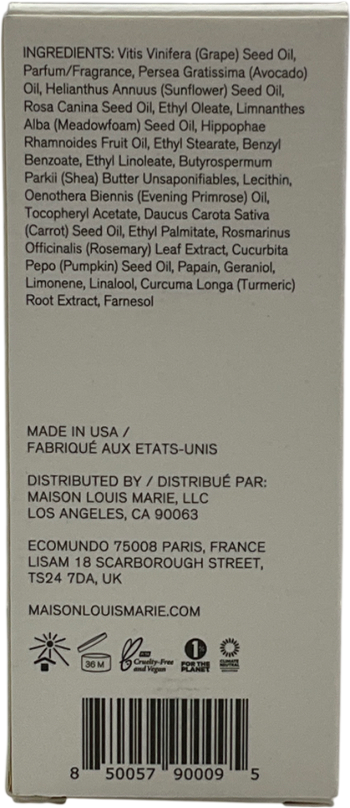 INGREDIENTS: Vitis Vinifera (Grape) Seed Oil,
Parfum/Fragrance, Persea Gratissima (Avocado)
Oil, Helianthus Annuus (Sunflower) Seed Oil,
Rosa Canina Seed Oil, Ethyl Oleate, Limnanthes
Alba (Meadowfoam) Seed Oil, Hippophae
Rhamnoides Fruit Oil, Ethyl Stearate, Benzyl
Benzoate, Ethyl Linoleate, Butyrospermum
Parkii (Shea) Butter Unsaponifiables, Lecithin,
Oenothera Biennis (Evening Primrose) Oil,
Tocopheryl Acetate, Daucus Carota Sativa
(Carrot) Seed Oil, Ethyl Palmitate, Rosmarinus
Officinalis (Rosemary) Leaf Extract, Cucurbita
Pepo (Pumpkin) Seed Oil, Papain, Geraniol,
Limonene, Linalool, Curcuma Longa (Turmeric)
Root Extract, Farnesol
MADE IN USA /
FABRIQUÉ AUX ETATS-UNIS
DISTRIBUTED BY / DISTRIBUÉ PAR:
MAISON LOUIS MARIE, LLC
LOS ANGELES, CA 90063
ECOMUNDO 75008 PARIS, FRANCE
LISAM 18 SCARBOROUGH STREET,
TS24 7DA, UK
MAISONLOUISMARIE.COM
36 M
Cruelty-Free
and Vegan
1%
FOR THE
PLANET
CLIMATE
NEUTRAL
8 50057 90009 5